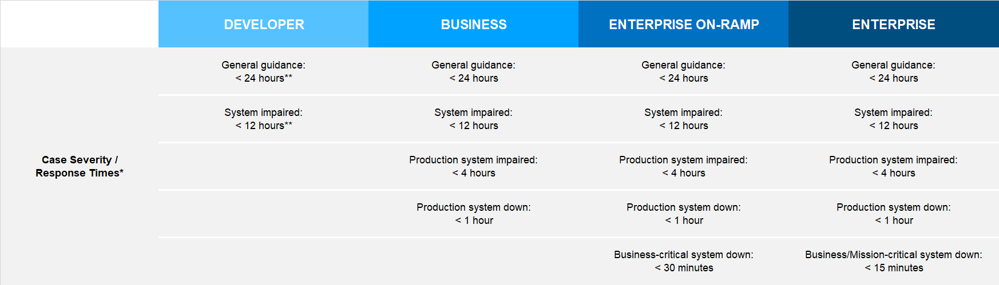 DEVELOPER
BUSINESS
ENTERPRISE ON-RAMP
ENTERPRISE
Case Severity /
Response Times*
General guidance:
< 24 hours**
General guidance:
< 24 hours
General guidance:
< 24 hours
General guidance:
< 24 hours
System impaired:
< 12 hours**
System impaired:
< 12 hours
System impaired:
< 12 hours
System impaired:
< 12 hours
Production system impaired:
< 4 hours
Production system impaired:
< 4 hours
Production system impaired:
< 4 hours
Production system down:
< 1 hour
Production system down:
< 1 hour
Production system down:
< 1 hour
Business-critical system down:
< 30 minutes
Business/Mission-critical system down:
< 15 minutes